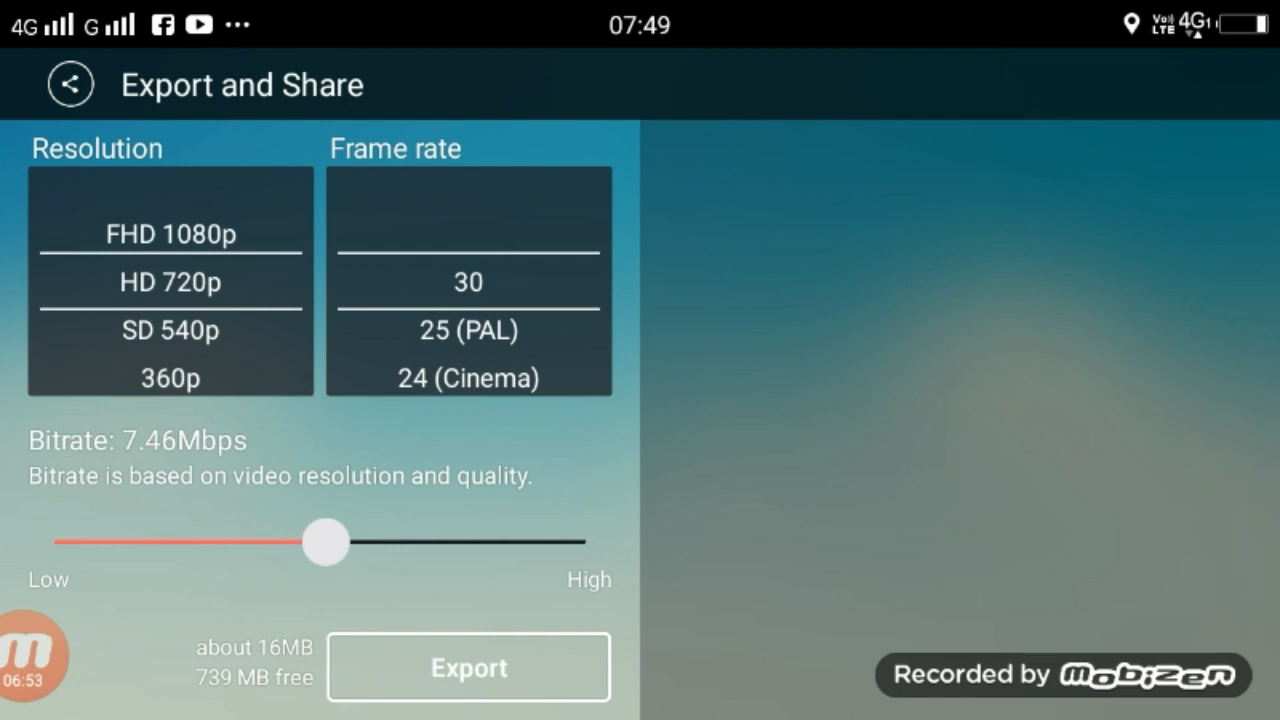 4G G 07:49 VoLTE 4G
Export and Share
Resolution Frame rate
FHD 1080p
HD 720p 30
SD 540p 25 (PAL)
360p 24 (Cinema)
Bitrate: 7.46Mbps
Bitrate is based on video resolution and quality.
Low High
about 16MB
739 MB free
Export
m
06:53
Recorded by mobizen